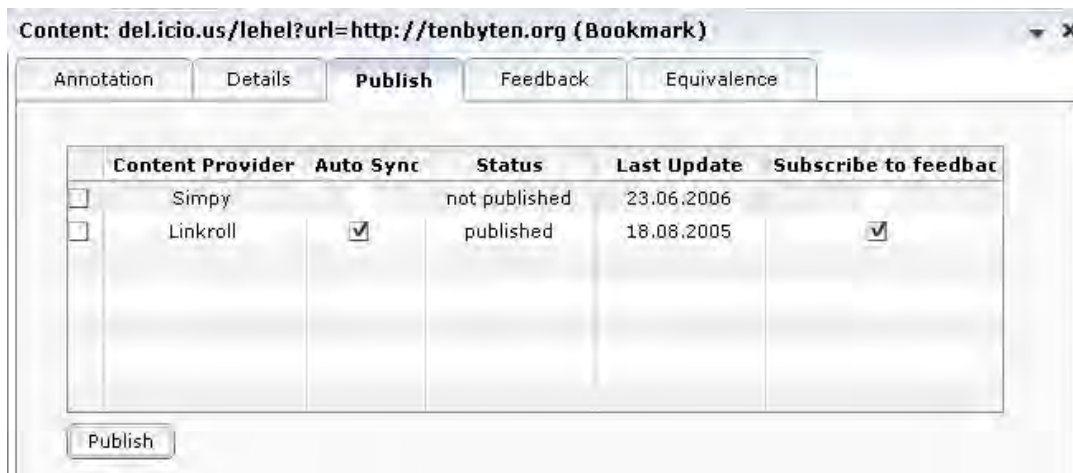 Content: del.icio.us/lehel?url=http://tenbyten.org (Bookmark)
Annotation Details Publish Feedback Equivalence
Content Provider Auto Sync Status Last Update Subscribe to feedbac
Simpy not published 23.06.2006
Linkroll published 18.08.2005
Publish